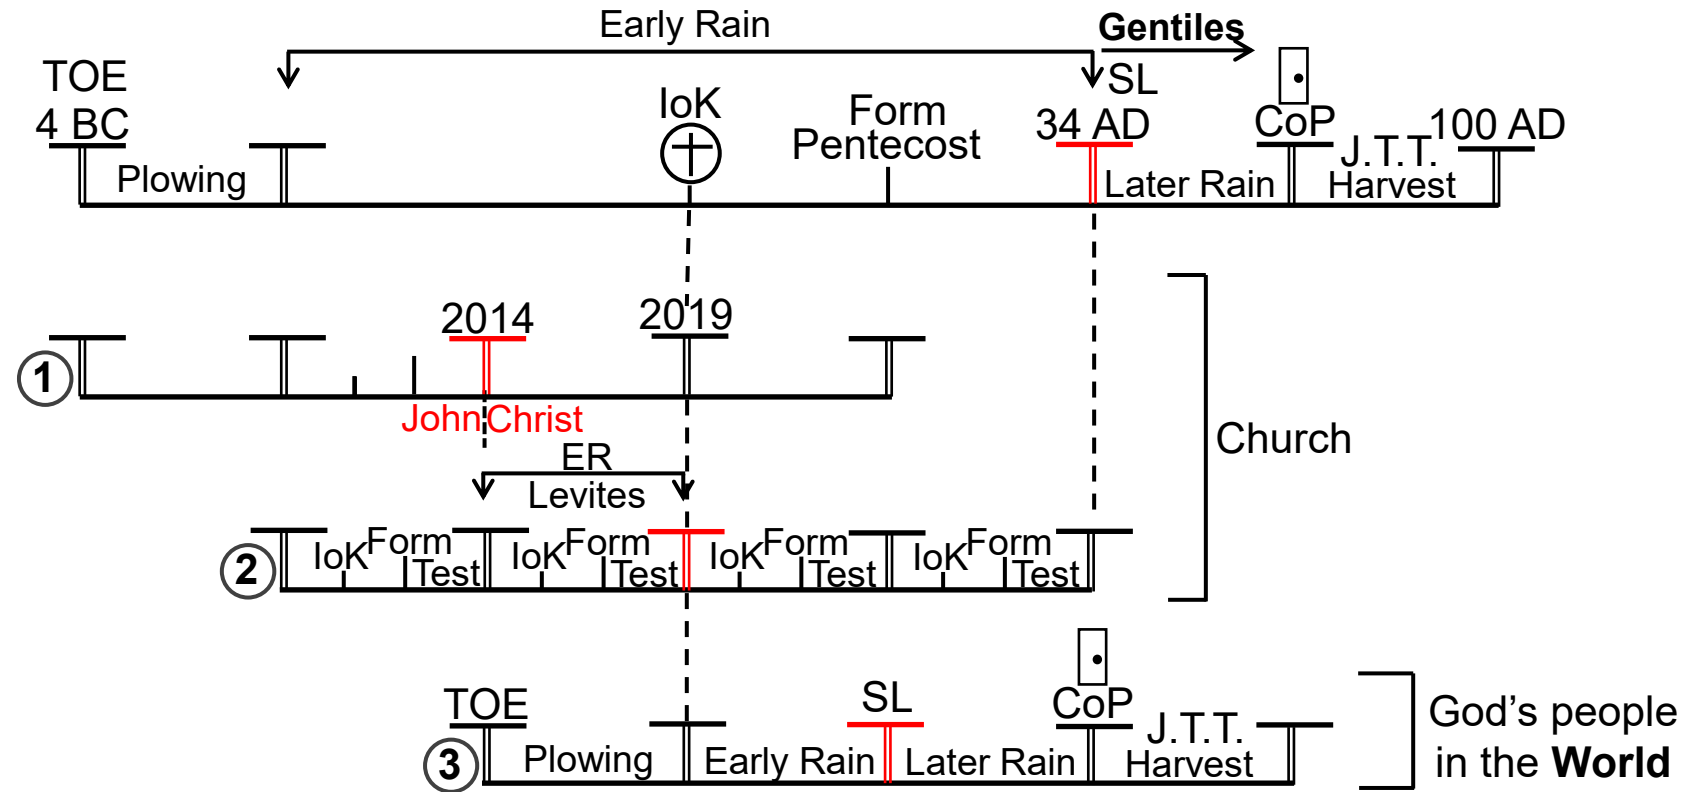 Early Rain
Gentiles
TOE
4 BC
IoK
Form
Pentecost
SL
34 AD
CoP
J.T.T.
100 AD
Plowing
Later Rain
Harvest
2014
2019
1
John
Christ
Church
ER
Levites
2
IoK
Form
Test
IoK
Form
Test
IoK
Form
Test
IoK
Form
Test
TOE
SL
CoP
J.T.T.
3
Plowing
Early Rain
Later Rain
Harvest
God’s people
in the World